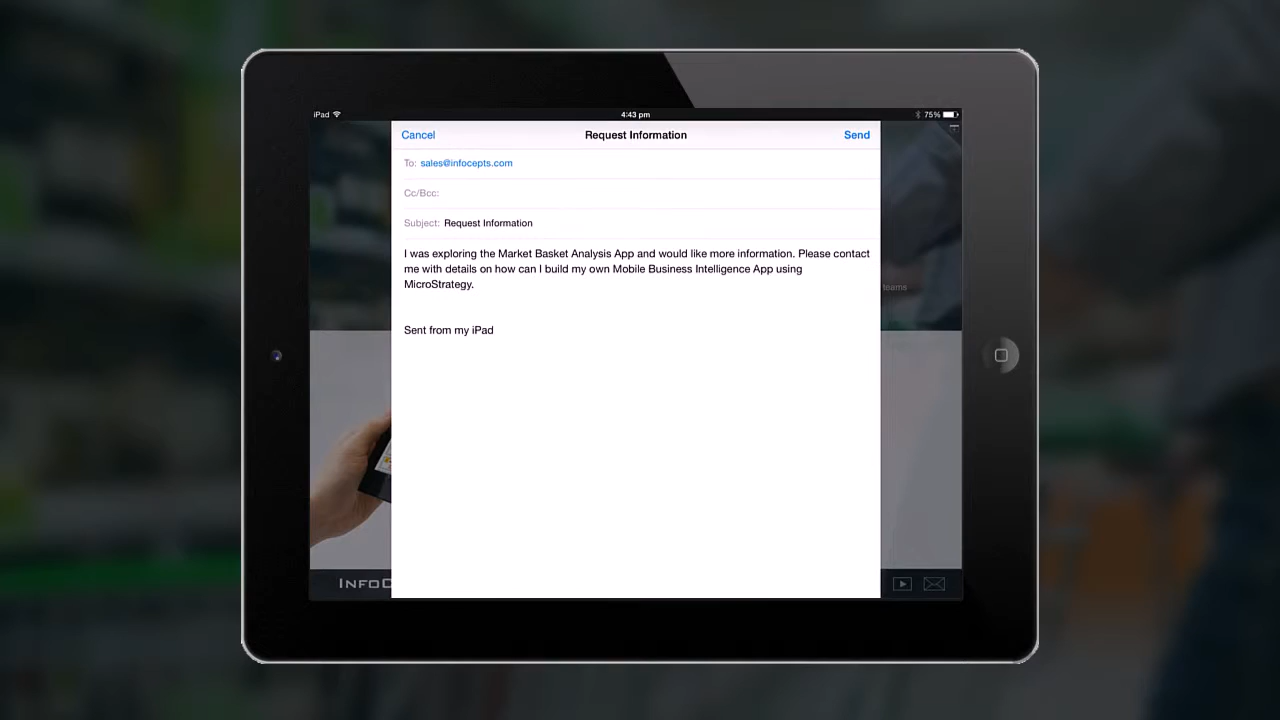 iPad
4:43 pm
75%
Cancel
Request Information
Send
To: sales@infocepts.com
Cc/Bcc:
Subject: Request Information
I was exploring the Market Basket Analysis App and would like more information. Please contact
me with details on how can I build my own Mobile Business Intelligence App using
MicroStrategy.
teams
Sent from my iPad
INFOC